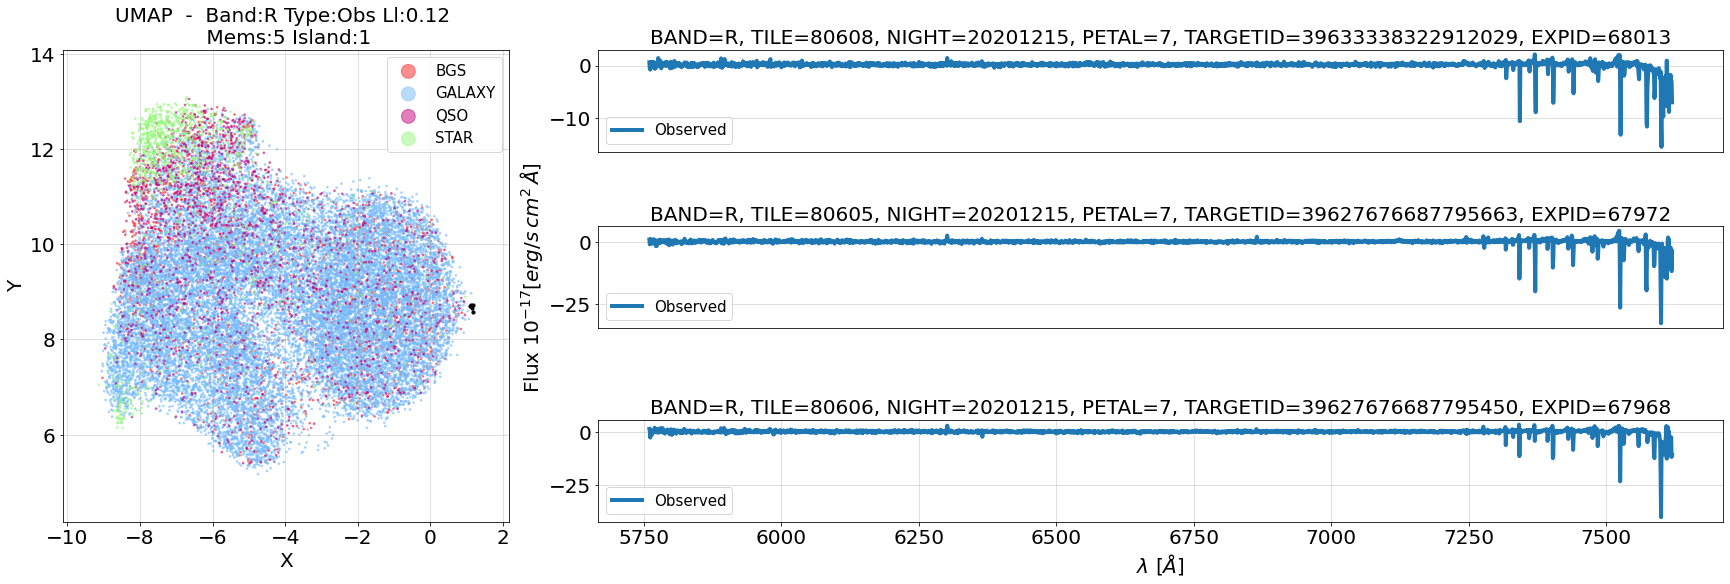 UMAP - Band:R Type:Obs Ll:0.12
Mems:5 Island:1
14
12
10
8
6
Y
−10
−8
−6
−4
−2
0
2
X
BGS
GALAXY
QSO
STAR
Flux 10⁻¹⁷[erg/s cm² Å]
BAND=R, TILE=80608, NIGHT=20201215, PETAL=7, TARGETID=39633338322912029, EXPID=68013
0
−10
Observed
BAND=R, TILE=80605, NIGHT=20201215, PETAL=7, TARGETID=39627676687795663, EXPID=67972
0
−25
Observed
BAND=R, TILE=80606, NIGHT=20201215, PETAL=7, TARGETID=39627676687795450, EXPID=67968
0
−25
Observed
5750
6000
6250
6500
6750
7000
7250
7500
λ [Å]